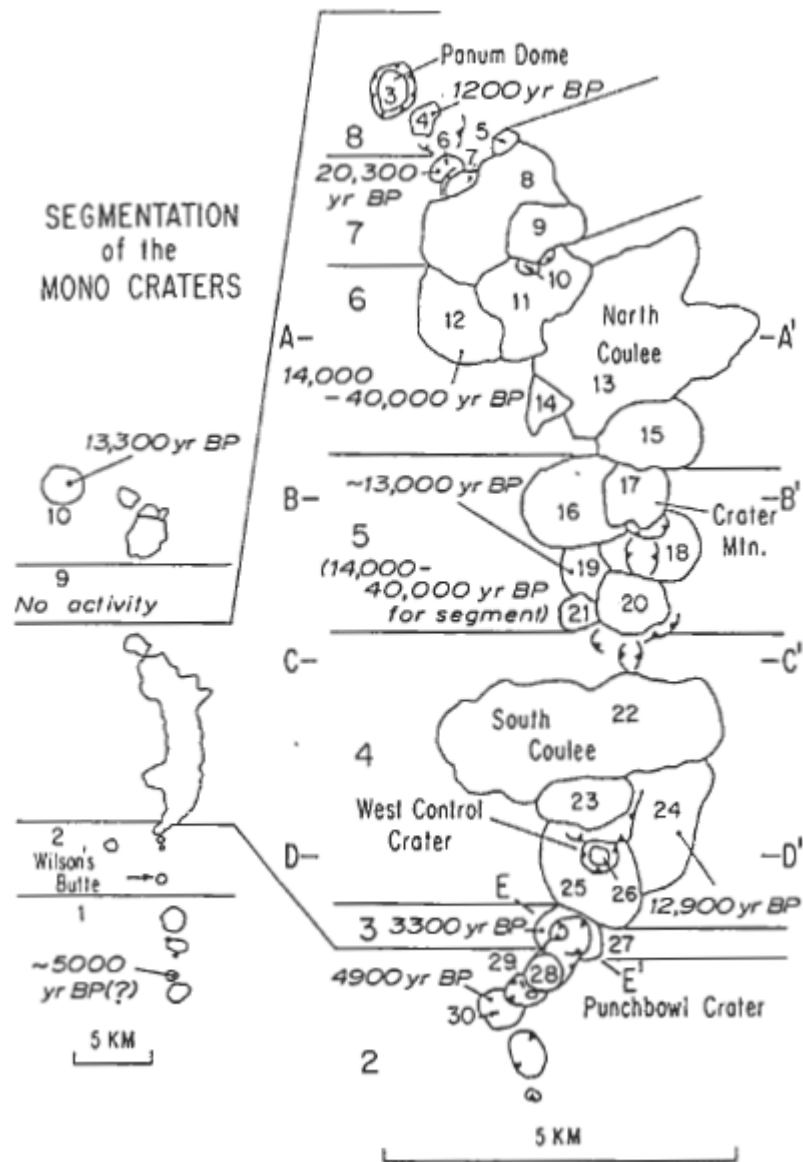 SEGMENTATION
of the
MONO CRATERS
13,300 yr BP
10
9
No activity
2
Wilson's
Butte
1
~5000
yr BP(?)
5 KM
Panum Dome
3
1200 yr BP
4
5
8
6
7
20,300
yr BP
8
7
9
10
6
11
12
North
Coulee
A
A'
13
14,000
-40,000 yr BP
14
15
~13,000 yr BP
17
B
B'
16
Crater
Mtn.
5
18
(14,000-
19
40,000 yr BP
20
for segment)
21
C
C'
22
South
Coulee
4
23
24
West Control
Crater
D
D'
25
26
12,900 yr BP
E
3
3300 yr BP
27
29
E'
4900 yr BP
28
Punchbowl Crater
30
2
5 KM